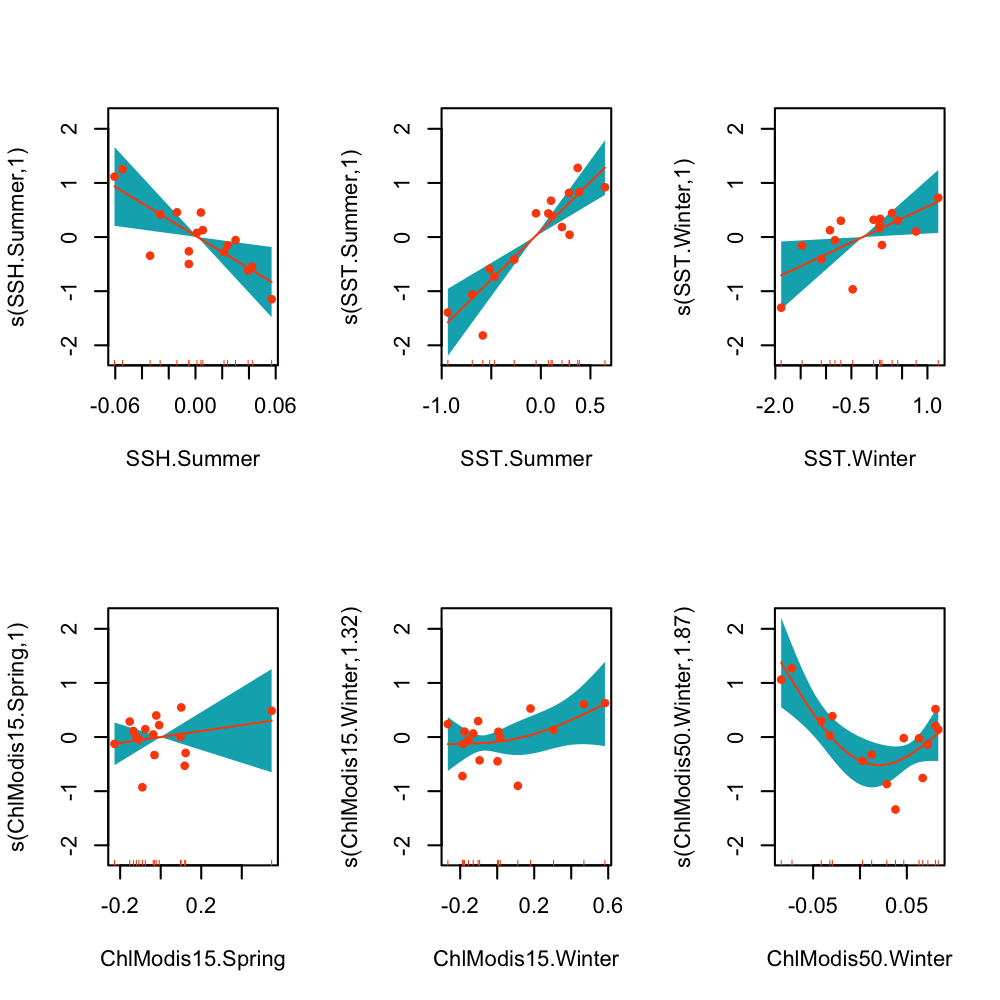 s(SSH.Summer,1)
2
1
0
-1
-2
-0.06 0.00 0.06
SSH.Summer
s(SST.Summer,1)
2
1
0
-1
-2
-1.0 0.0 0.5
SST.Summer
s(SST.Winter,1)
2
1
0
-1
-2
-2.0 -0.5 1.0
SST.Winter
s(ChlModis15.Spring,1)
2
1
0
-1
-2
-0.2 0.2
ChlModis15.Spring
s(ChlModis15.Winter,1.32)
2
1
0
-1
-2
-0.2 0.2 0.6
ChlModis15.Winter
s(ChlModis50.Winter,1.87)
2
1
0
-1
-2
-0.05 0.05
ChlModis50.Winter